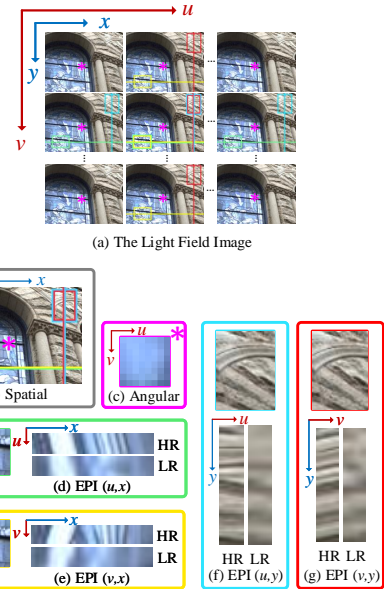 u
x
y
v
(a) The Light Field Image
x
Spatial
u
v
(c) Angular
x
u
HR
LR
(d) EPI (u,x)
x
v
HR
LR
(e) EPI (v,x)
u
y
HR LR
(f) EPI (u,y)
v
y
HR LR
(g) EPI (v,y)